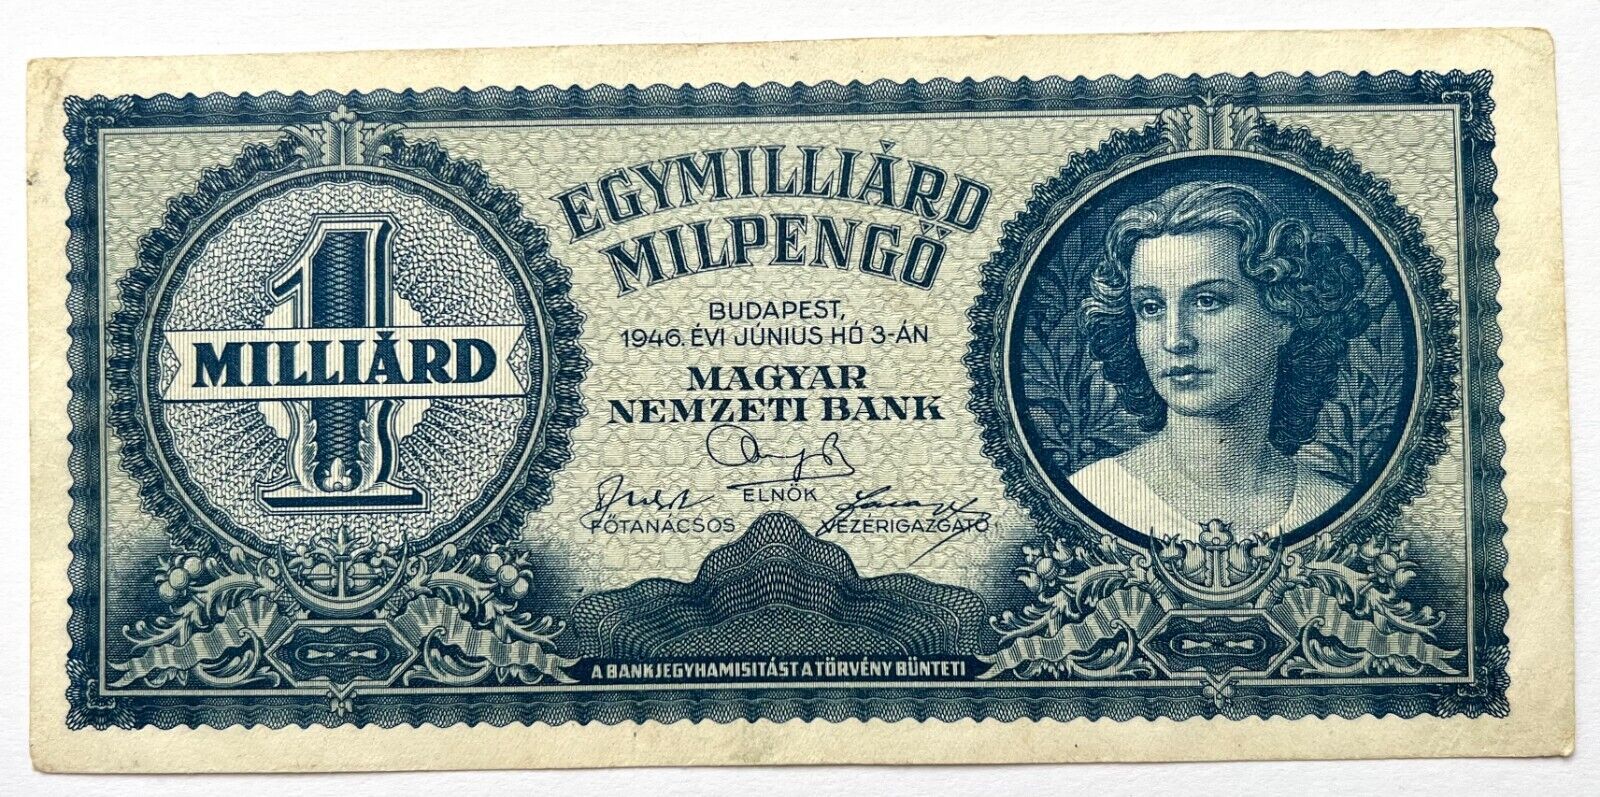 1
MILLIÁRD
EGYMILLIÁRD
MILPENGŐ
BUDAPEST,
1946. ÉVI JÚNIUS HÓ 3-ÁN
MAGYAR
NEMZETI BANK
ELNÖK
FŐTANÁCSOS
VEZÉRIGAZGATÓ
A BANKJEGYHAMISITÁST A TÖRVÉNY BÜNTETI